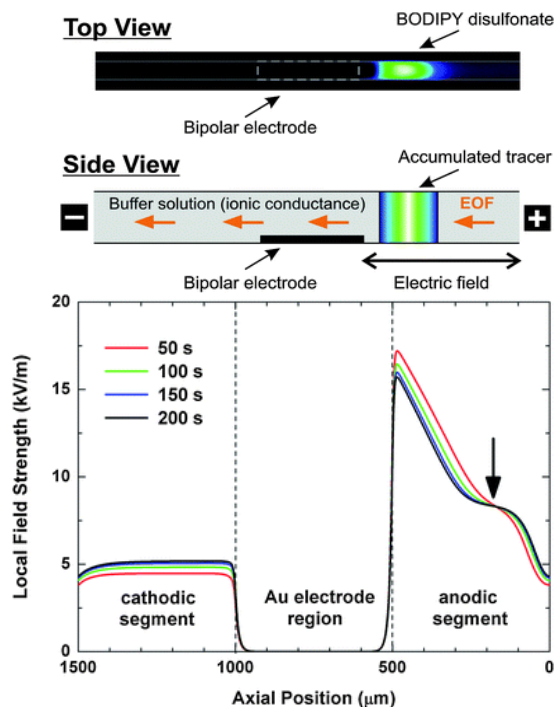 Top View
BODIPY disulfonate
Bipolar electrode
Side View
Accumulated tracer
Buffer solution (ionic conductance)
EOF
−
+
Bipolar electrode
Electric field
20
15
10
5
0
Local Field Strength (kV/m)
50 s
100 s
150 s
200 s
cathodic
segment
Au electrode
region
anodic
segment
1500
1000
500
0
Axial Position (μm)